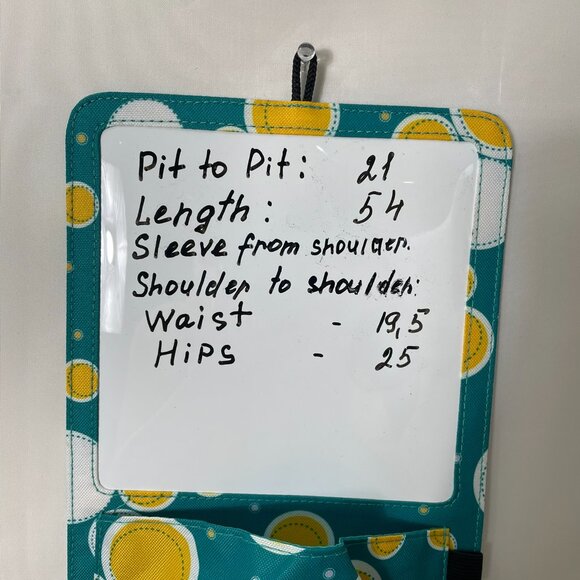 Pit to Pit: 21
Length: 54
Sleeve from shoulder.
Shoulder to shoulder:
Waist - 19,5
Hips - 25